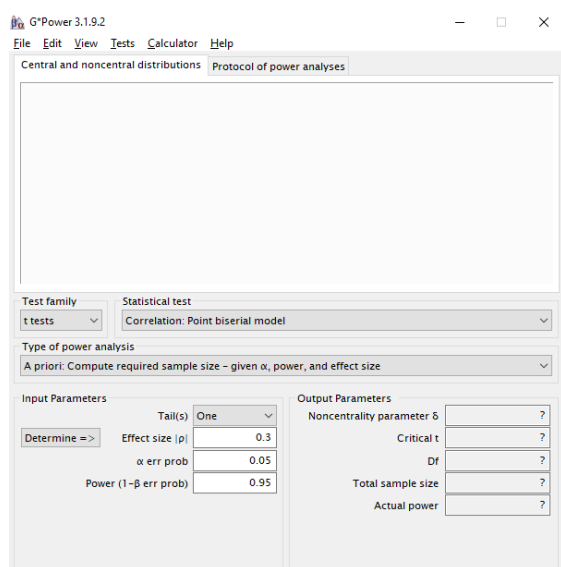 G*Power 3.1.9.2
File Edit View Tests Calculator Help
Central and noncentral distributions Protocol of power analyses
Test family Statistical test
t tests Correlation: Point biserial model
Type of power analysis
A priori: Compute required sample size – given α, power, and effect size
Input Parameters Output Parameters
Tail(s) One Noncentrality parameter δ ?
Determine => Effect size |ρ| 0.3 Critical t ?
α err prob 0.05 Df ?
Power (1-β err prob) 0.95 Total sample size ?
Actual power ?